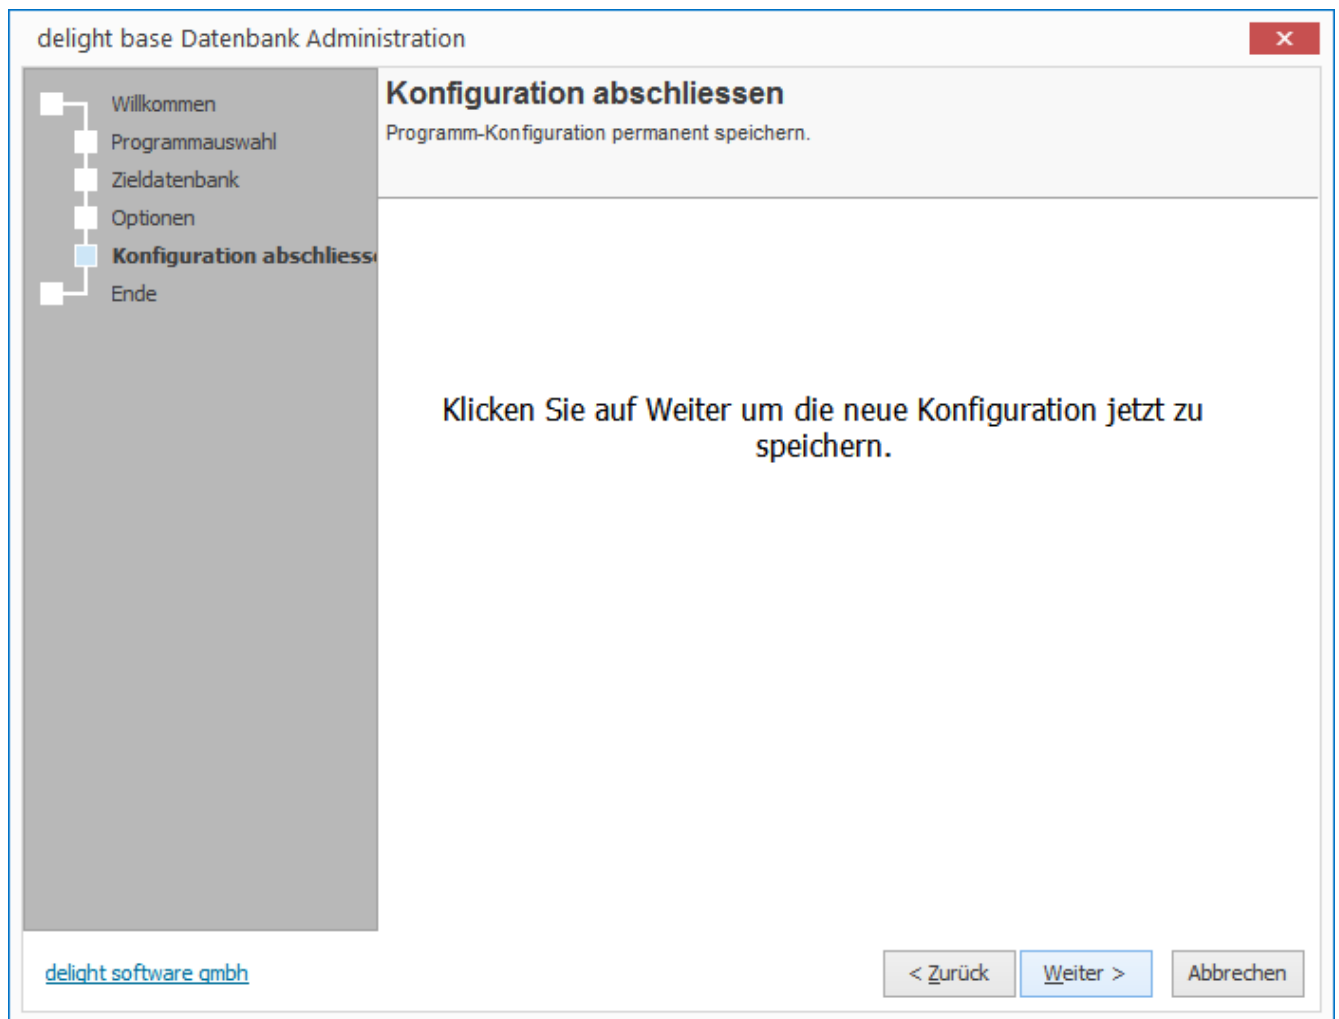 delight base Datenbank Administration
Willkommen
Programmauswahl
Zieldatenbank
Optionen
Konfiguration abschliess
Ende
Konfiguration abschliessen
Programm-Konfiguration permanent speichern.
Klicken Sie auf Weiter um die neue Konfiguration jetzt zu
speichern.
delight software gmbh
< Zurück
Weiter >
Abbrechen